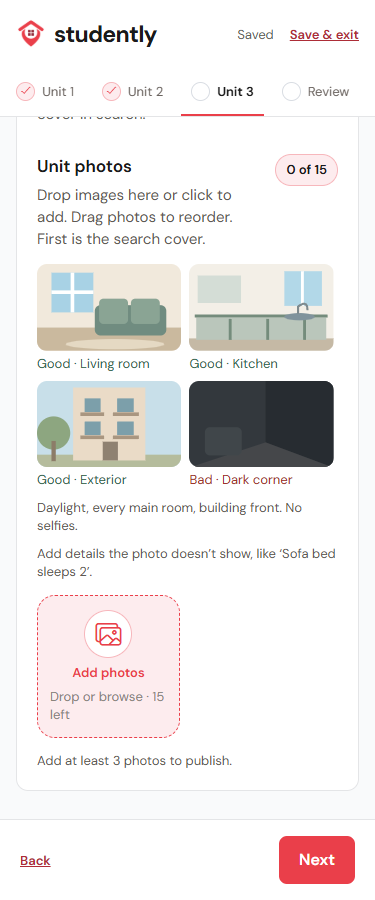 studently
Saved
Save & exit
Unit 1
Unit 2
Unit 3
Review
cover in search.
Unit photos
0 of 15
Drop images here or click to
add. Drag photos to reorder.
First is the search cover.
Good · Living room
Good · Kitchen
Good · Exterior
Bad · Dark corner
Daylight, every main room, building front. No
selfies.
Add details the photo doesn’t show, like ‘Sofa bed
sleeps 2’.
Add photos
Drop or browse · 15
left
Add at least 3 photos to publish.
Back
Next